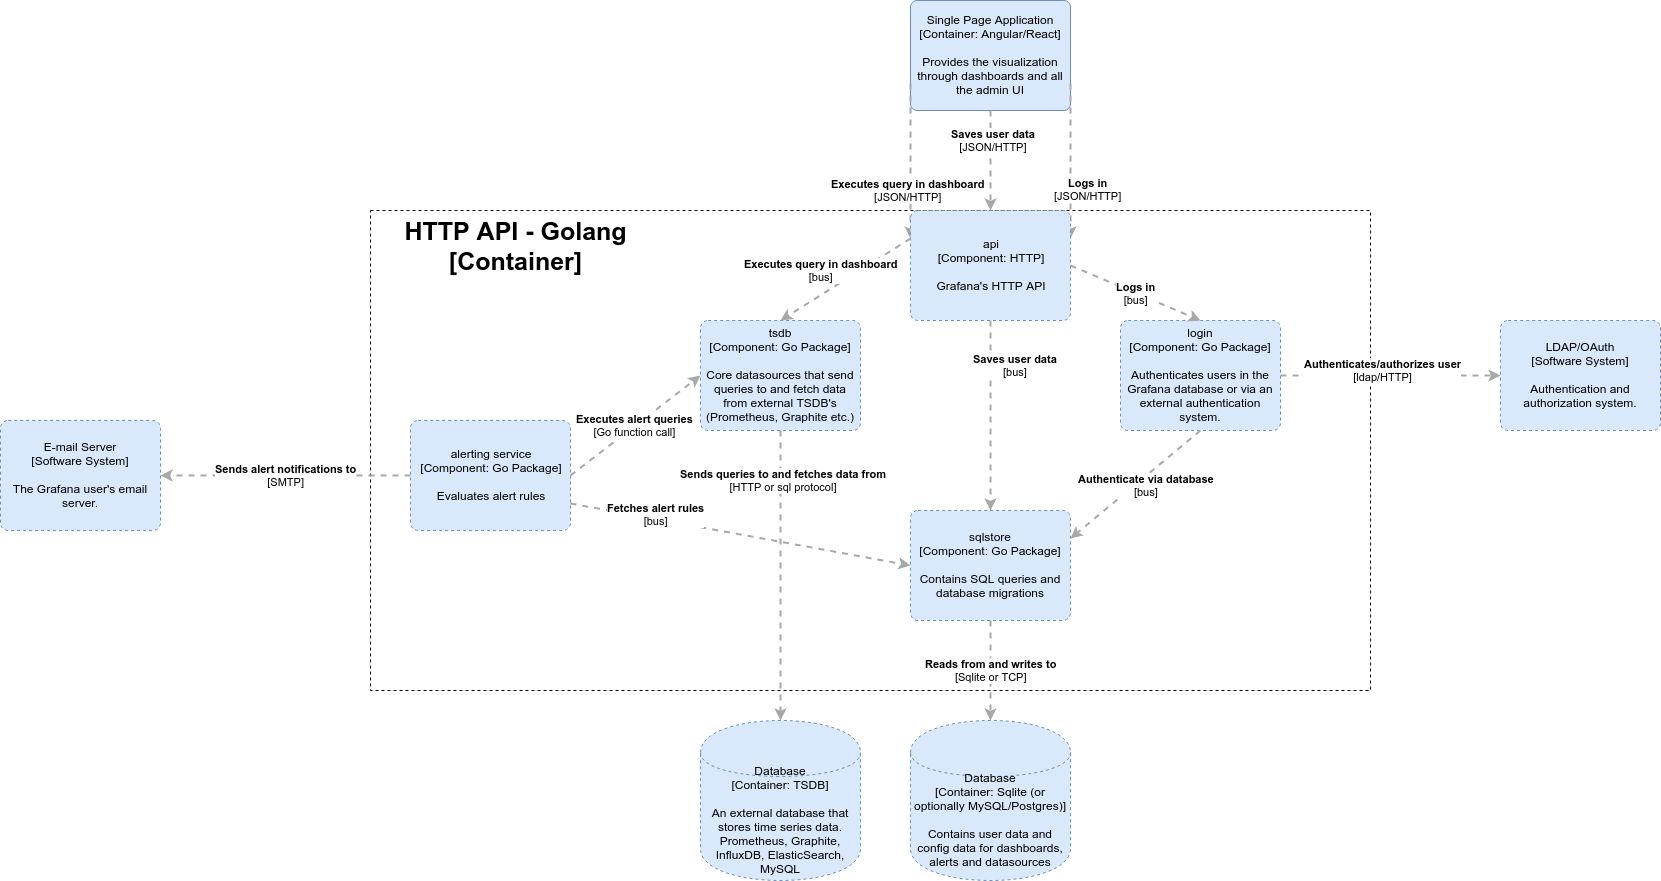 Single Page Application
[Container: Angular/React]
Provides the visualization
through dashboards and all
the admin UI
Saves user data
[JSON/HTTP]
Executes query in dashboard
[JSON/HTTP]
Logs in
[JSON/HTTP]
HTTP API - Golang
[Container]
api
[Component: HTTP]
Grafana's HTTP API
Executes query in dashboard
[bus]
Logs in
[bus]
tsdb
[Component: Go Package]
Core datasources that send
queries to and fetch data
from external TSDB's
(Prometheus, Graphite etc.)
Saves user data
[bus]
login
[Component: Go Package]
Authenticates users in the
Grafana database or via an
external authentication
system.
Authenticates/authorizes user
[ldap/HTTP]
LDAP/OAuth
[Software System]
Authentication and
authorization system.
E-mail Server
[Software System]
The Grafana user's email
server.
Sends alert notifications to
[SMTP]
alerting service
[Component: Go Package]
Evaluates alert rules
Executes alert queries
[Go function call]
Fetches alert rules
[bus]
Sends queries to and fetches data from
[HTTP or sql protocol]
Authenticate via database
[bus]
sqlstore
[Component: Go Package]
Contains SQL queries and
database migrations
Reads from and writes to
[Sqlite or TCP]
Database
[Container: TSDB]
An external database that
stores time series data.
Prometheus, Graphite,
InfluxDB, ElasticSearch,
MySQL
Database
[Container: Sqlite (or
optionally MySQL/Postgres)]
Contains user data and
config data for dashboards,
alerts and datasources